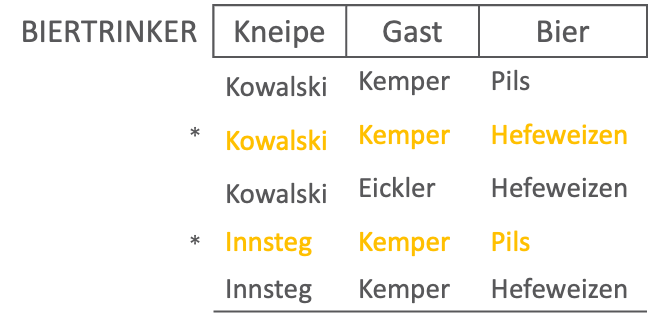 BIERTRINKER Kneipe Gast Bier
Kowalski Kemper Pils
* Kowalski Kemper Hefeweizen
Kowalski Eickler Hefeweizen
* Innsteg Kemper Pils
Innsteg Kemper Hefeweizen